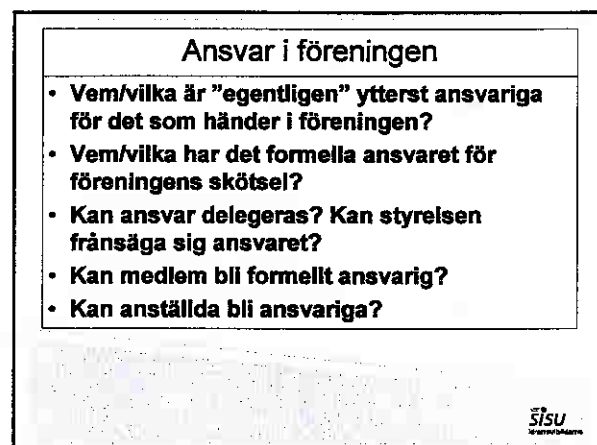 Ansvar i föreningen
• Vem/vilka är ”egentligen” ytterst ansvariga
för det som händer i föreningen?
• Vem/vilka har det formella ansvaret för
föreningens skötsel?
• Kan ansvar delegeras? Kan styrelsen
frånsäga sig ansvaret?
• Kan medlem bli formellt ansvarig?
• Kan anställda bli ansvariga?
SISU